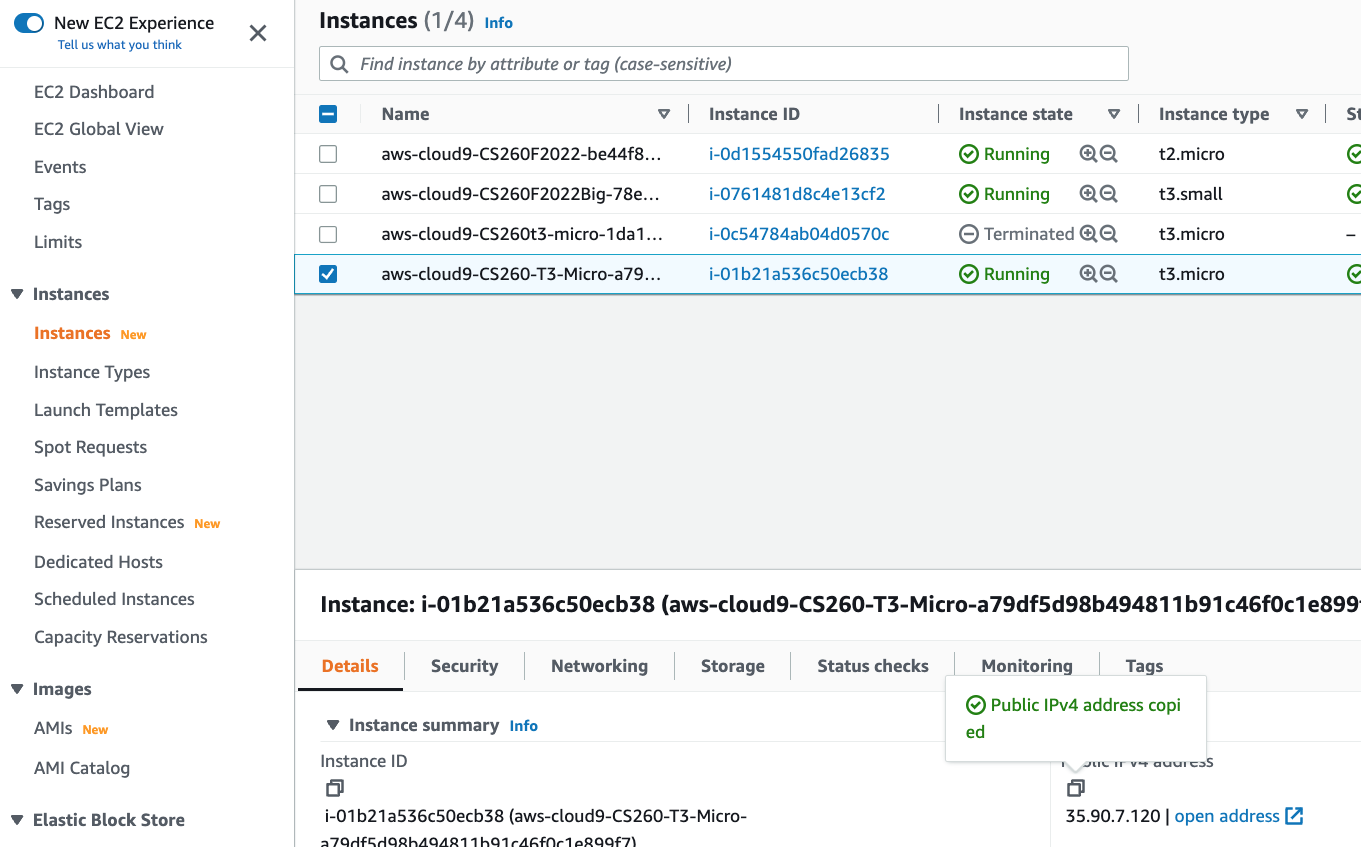 New EC2 Experience
Tell us what you think
EC2 Dashboard
EC2 Global View
Events
Tags
Limits
Instances
Instances New
Instance Types
Launch Templates
Spot Requests
Savings Plans
Reserved Instances New
Dedicated Hosts
Scheduled Instances
Capacity Reservations
Images
AMIs New
AMI Catalog
Elastic Block Store
Instances (1/4) Info
Find instance by attribute or tag (case-sensitive)
Name Instance ID Instance state Instance type St
aws-cloud9-CS260F2022-be44f8... i-0d1554550fad26835 Running t2.micro
aws-cloud9-CS260F2022Big-78e... i-0761481d8c4e13cf2 Running t3.small
aws-cloud9-CS260t3-micro-1da1... i-0c54784ab04d0570c Terminated t3.micro –
aws-cloud9-CS260-T3-Micro-a79... i-01b21a536c50ecb38 Running t3.micro
Instance: i-01b21a536c50ecb38 (aws-cloud9-CS260-T3-Micro-a79df5d98b494811b91c46f0c1e899f
Details Security Networking Storage Status checks Monitoring Tags
Public IPv4 address copi
ed
Instance summary Info
Instance ID
i-01b21a536c50ecb38 (aws-cloud9-CS260-T3-Micro-
a79df5d98b494811b91c46f0c1e899f7)
Public IPv4 address
35.90.7.120 | open address